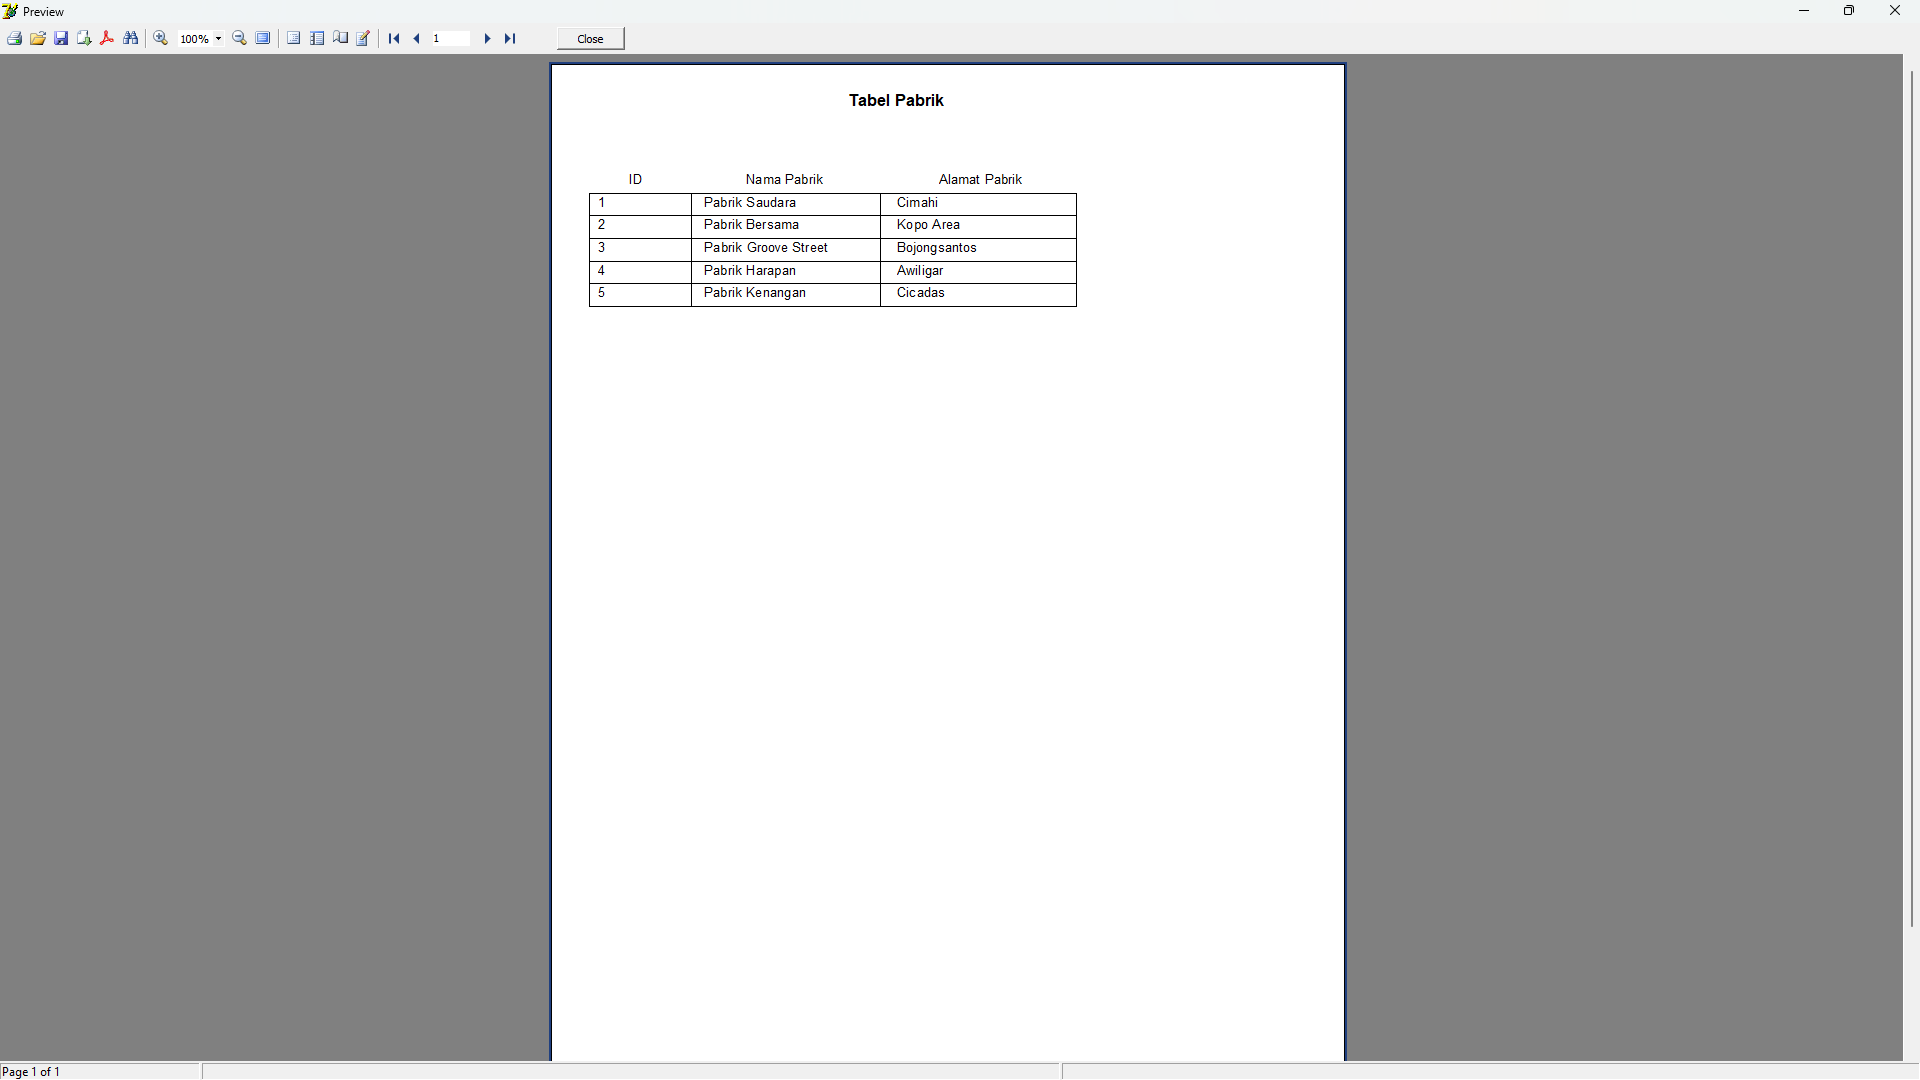 Preview
100%
1
Close
Tabel Pabrik
ID Nama Pabrik Alamat Pabrik
1 Pabrik Saudara Cimahi
2 Pabrik Bersama Kopo Area
3 Pabrik Groove Street Bojongsantos
4 Pabrik Harapan Awiligar
5 Pabrik Kenangan Cicadas
Page 1 of 1